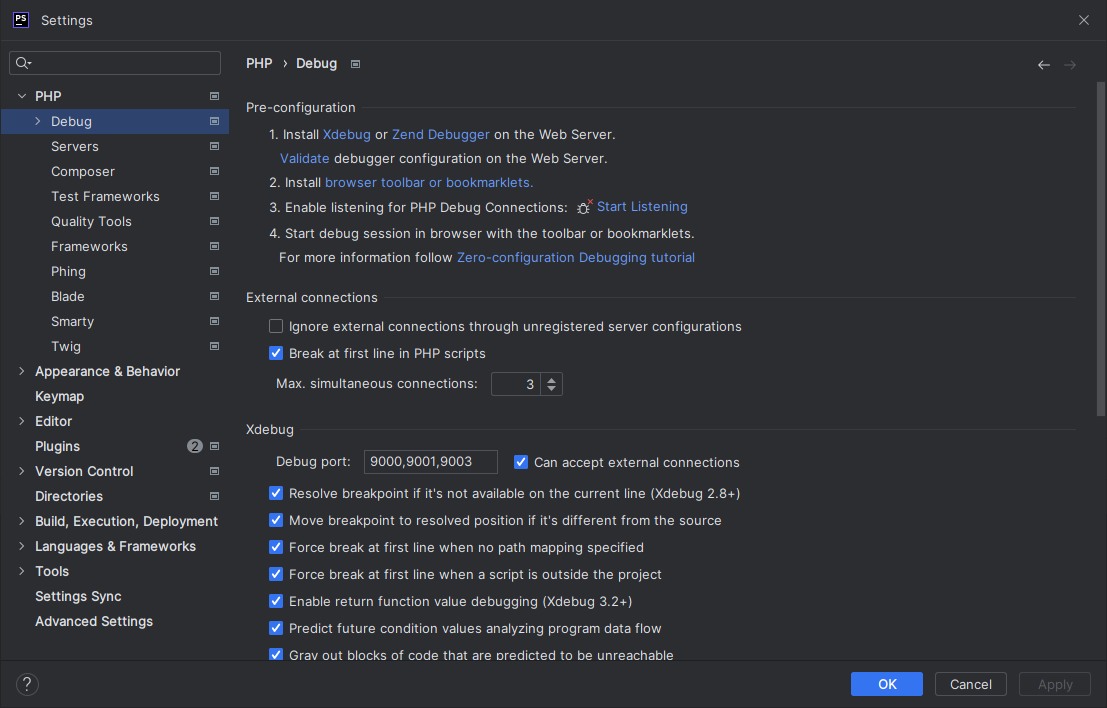 PS Settings
PHP › Debug
PHP
Debug
Servers
Composer
Test Frameworks
Quality Tools
Frameworks
Phing
Blade
Smarty
Twig
Appearance & Behavior
Keymap
Editor
Plugins 2
Version Control
Directories
Build, Execution, Deployment
Languages & Frameworks
Tools
Settings Sync
Advanced Settings
Pre-configuration
1. Install Xdebug or Zend Debugger on the Web Server.
Validate debugger configuration on the Web Server.
2. Install browser toolbar or bookmarklets.
3. Enable listening for PHP Debug Connections: Start Listening
4. Start debug session in browser with the toolbar or bookmarklets.
For more information follow Zero-configuration Debugging tutorial
External connections
Ignore external connections through unregistered server configurations
Break at first line in PHP scripts
Max. simultaneous connections: 3
Xdebug
Debug port: 9000,9001,9003 Can accept external connections
Resolve breakpoint if it's not available on the current line (Xdebug 2.8+)
Move breakpoint to resolved position if it's different from the source
Force break at first line when no path mapping specified
Force break at first line when a script is outside the project
Enable return function value debugging (Xdebug 3.2+)
Predict future condition values analyzing program data flow
Gray out blocks of code that are predicted to be unreachable
? OK Cancel Apply